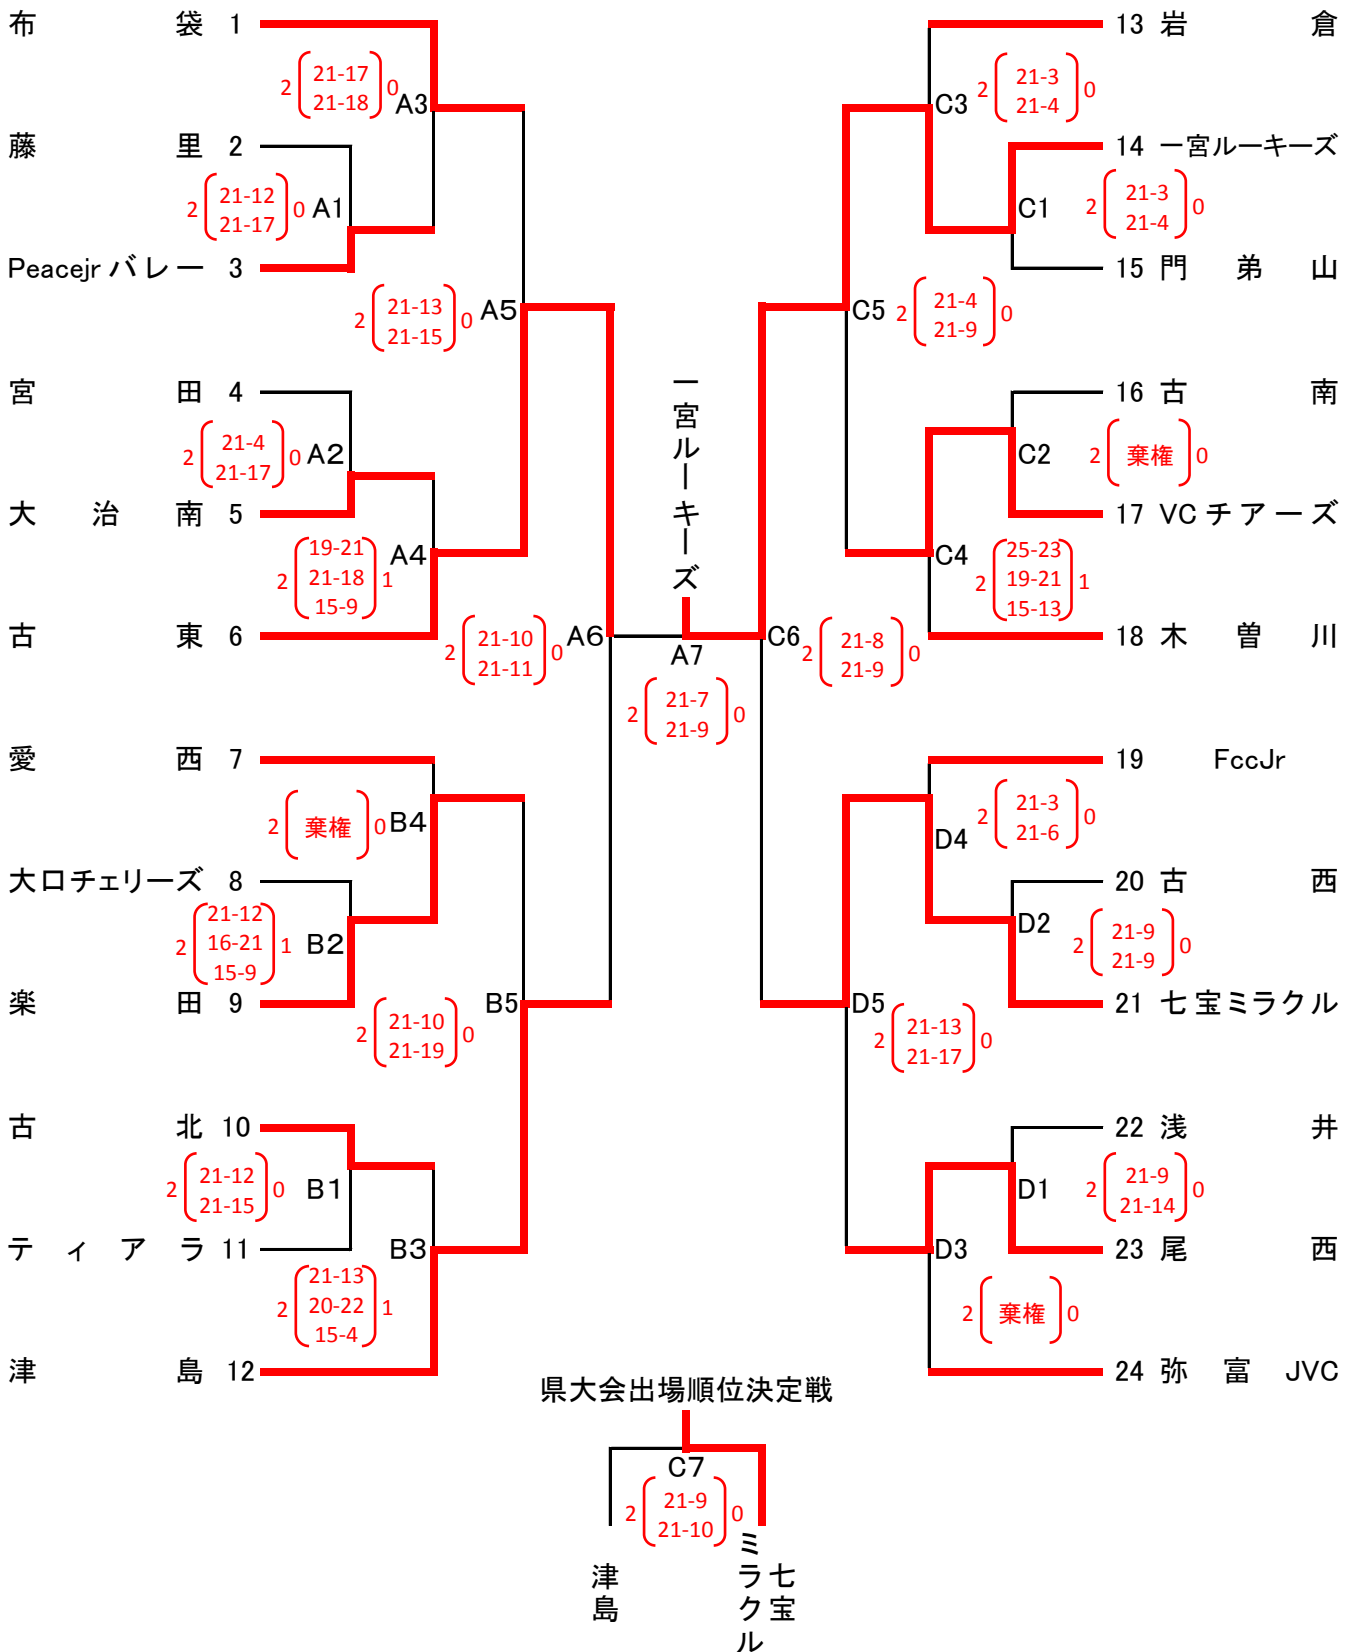 布袋 1
2 21-17 0
21-18
A3
藤里 2
2 21-12 0
21-17
A1
Peacejr バレー 3
2 21-13 0
21-15
A5
宮田 4
2 21-4 0
21-17
A2
大治南 5
19-21
2 21-18 1
15-9
A4
古東 6
2 21-10 0
21-11
A6
愛西 7
2 棄権 0
B4
大口チェリーズ 8
21-12
2 16-21 1
15-9
B2
楽田 9
2 21-10 0
21-19
B5
古北 10
2 21-12 0
21-15
B1
ティアラ 11
B3
21-13
2 20-22 1
15-4
津島 12
一宮ルーキーズ
A7
2 21-7 0
21-9
13 岩倉
C3
2 21-3 0
21-4
14 一宮ルーキーズ
C1
2 21-3 0
21-4
15 門弟山
C5
2 21-4 0
21-9
16 古南
C2
2 棄権 0
17 VCチアーズ
C4
25-23
2 19-21 1
15-13
18 木曽川
C6
2 21-8 0
21-9
19 FccJr
D4
2 21-3 0
21-6
20 古西
D2
2 21-9 0
21-9
21 七宝ミラクル
D5
2 21-13 0
21-17
22 浅井
D1
2 21-9 0
21-14
23 尾西
D3
2 棄権 0
24 弥富JVC
県大会出場順位決定戦
C7
2 21-9 0
21-10
津島
七宝
ミラクル